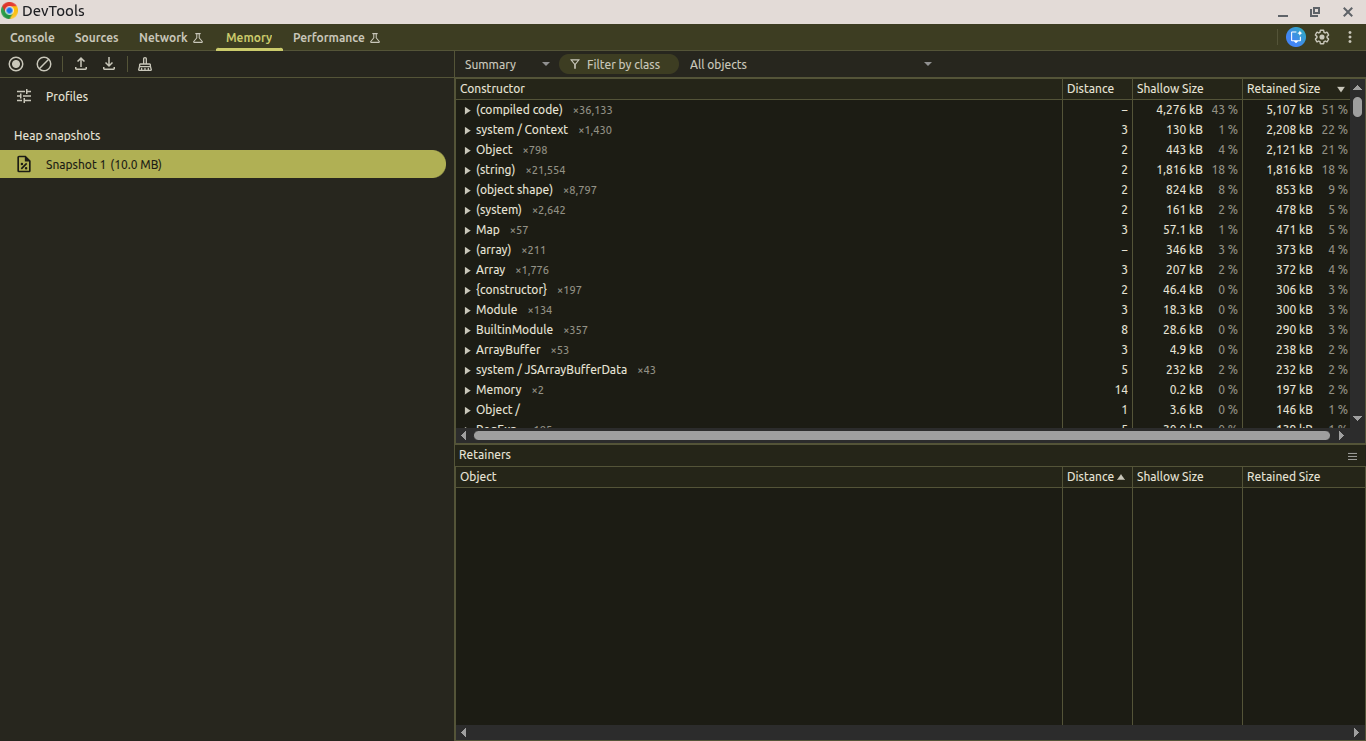 DevTools
Console Sources Network Memory Performance
Summary Filter by class All objects
Profiles
Heap snapshots
Snapshot 1 (10.0 MB)
Constructor Distance Shallow Size Retained Size
(compiled code) ×36,133 – 4,276 kB 43 % 5,107 kB 51 %
system / Context ×1,430 3 130 kB 1 % 2,208 kB 22 %
Object ×798 2 443 kB 4 % 2,121 kB 21 %
(string) ×21,554 2 1,816 kB 18 % 1,816 kB 18 %
(object shape) ×8,797 2 824 kB 8 % 853 kB 9 %
(system) ×2,642 2 161 kB 2 % 478 kB 5 %
Map ×57 3 57.1 kB 1 % 471 kB 5 %
(array) ×211 – 346 kB 3 % 373 kB 4 %
Array ×1,776 3 207 kB 2 % 372 kB 4 %
{constructor} ×197 2 46.4 kB 0 % 306 kB 3 %
Module ×134 3 18.3 kB 0 % 300 kB 3 %
BuiltinModule ×357 8 28.6 kB 0 % 290 kB 3 %
ArrayBuffer ×53 3 4.9 kB 0 % 238 kB 2 %
system / JSArrayBufferData ×43 5 232 kB 2 % 232 kB 2 %
Memory ×2 14 0.2 kB 0 % 197 kB 2 %
Object / 1 3.6 kB 0 % 146 kB 1 %
Retainers
Object Distance Shallow Size Retained Size